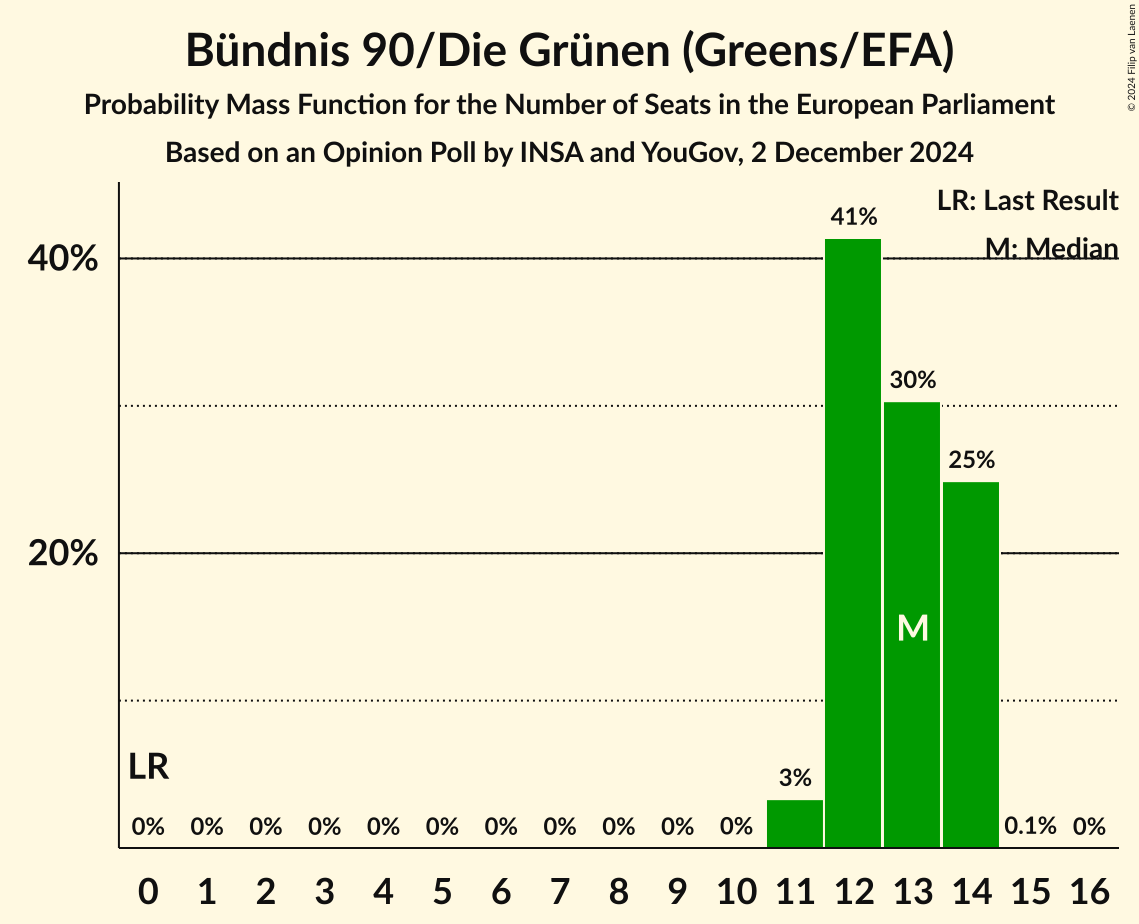 Bündnis 90/Die Grünen (Greens/EFA)
Probability Mass Function for the Number of Seats in the European Parliament
Based on an Opinion Poll by INSA and YouGov, 2 December 2024
© 2024 Filip van Laenen
LR: Last Result
M: Median
41%
40%
30%
25%
20%
M
LR
3%
0% 0% 0% 0% 0% 0% 0% 0% 0% 0% 0% 0.1% 0%
0 1 2 3 4 5 6 7 8 9 10 11 12 13 14 15 16